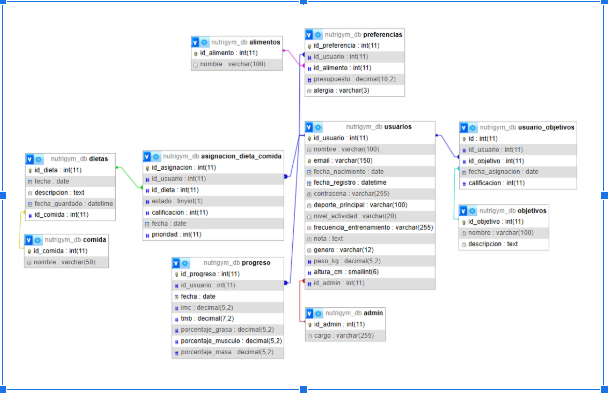 nutrigym_db alimentos
id_alimento : int(11)
nombre : varchar(100)
nutrigym_db preferencias
id_preferencia : int(11)
id_usuario : int(11)
id_alimento : int(11)
presupuesto : decimal(10,2)
alergia : varchar(3)
nutrigym_db dietas
id_dieta : int(11)
fecha : date
descripcion : text
fecha_guardado : datetime
id_comida : int(11)
nutrigym_db comida
id_comida : int(11)
nombre : varchar(50)
nutrigym_db asignacion_dieta_comida
id_asignacion : int(11)
id_usuario : int(11)
id_dieta : int(11)
estado : tinyint(1)
calificacion : int(11)
fecha : date
prioridad : int(11)
nutrigym_db progreso
id_progreso : int(11)
id_usuario : int(11)
fecha : date
imc : decimal(5,2)
tmb : decimal(7,2)
porcentaje_grasa : decimal(5,2)
porcentaje_musculo : decimal(5,2)
porcentaje_masa : decimal(5,2)
nutrigym_db usuarios
id_usuario : int(11)
nombre : varchar(100)
email : varchar(150)
fecha_nacimiento : date
fecha_registro : datetime
contrasena : varchar(255)
deporte_principal : varchar(100)
nivel_actividad : varchar(20)
frecuencia_entrenamiento : varchar(255)
nota : text
genero : varchar(12)
peso_kg : decimal(5,2)
altura_cm : smallint(6)
id_admin : int(11)
nutrigym_db admin
id_admin : int(11)
cargo : varchar(255)
nutrigym_db usuario_objetivos
id : int(11)
id_usuario : int(11)
id_objetivo : int(11)
fecha_asignacion : date
calificacion : int(11)
nutrigym_db objetivos
id_objetivo : int(11)
nombre : varchar(100)
descripcion : text